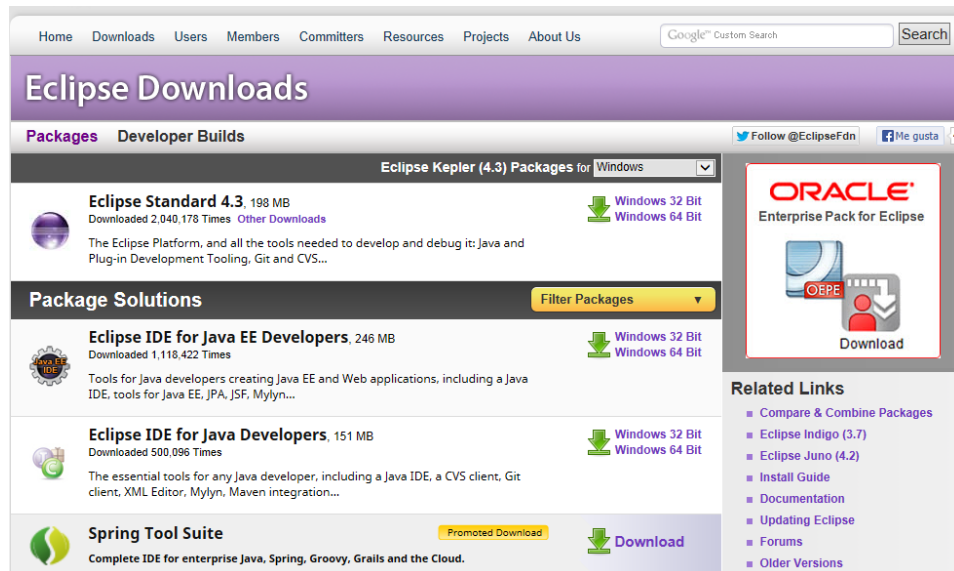 Home Downloads Users Members Committers Resources Projects About Us Google™ Custom Search Search
Eclipse Downloads
Packages Developer Builds Follow @EclipseFdn Me gusta
Eclipse Kepler (4.3) Packages for Windows
Eclipse Standard 4.3, 198 MB
Downloaded 2,040,178 Times Other Downloads
The Eclipse Platform, and all the tools needed to develop and debug it: Java and
Plug-in Development Tooling, Git and CVS...
Windows 32 Bit
Windows 64 Bit
Package Solutions Filter Packages
Eclipse IDE for Java EE Developers, 246 MB
Downloaded 1,118,422 Times
Tools for Java developers creating Java EE and Web applications, including a Java
IDE, tools for Java EE, JPA, JSF, Mylyn...
Java EE
IDE
Windows 32 Bit
Windows 64 Bit
Eclipse IDE for Java Developers, 151 MB
Downloaded 500,096 Times
The essential tools for any Java developer, including a Java IDE, a CVS client, Git
client, XML Editor, Mylyn, Maven integration...
Windows 32 Bit
Windows 64 Bit
Spring Tool Suite Promoted Download
Complete IDE for enterprise Java, Spring, Groovy, Grails and the Cloud.
Download
ORACLE
Enterprise Pack for Eclipse
OEPE
Download
Related Links
Compare & Combine Packages
Eclipse Indigo (3.7)
Eclipse Juno (4.2)
Install Guide
Documentation
Updating Eclipse
Forums
Older Versions